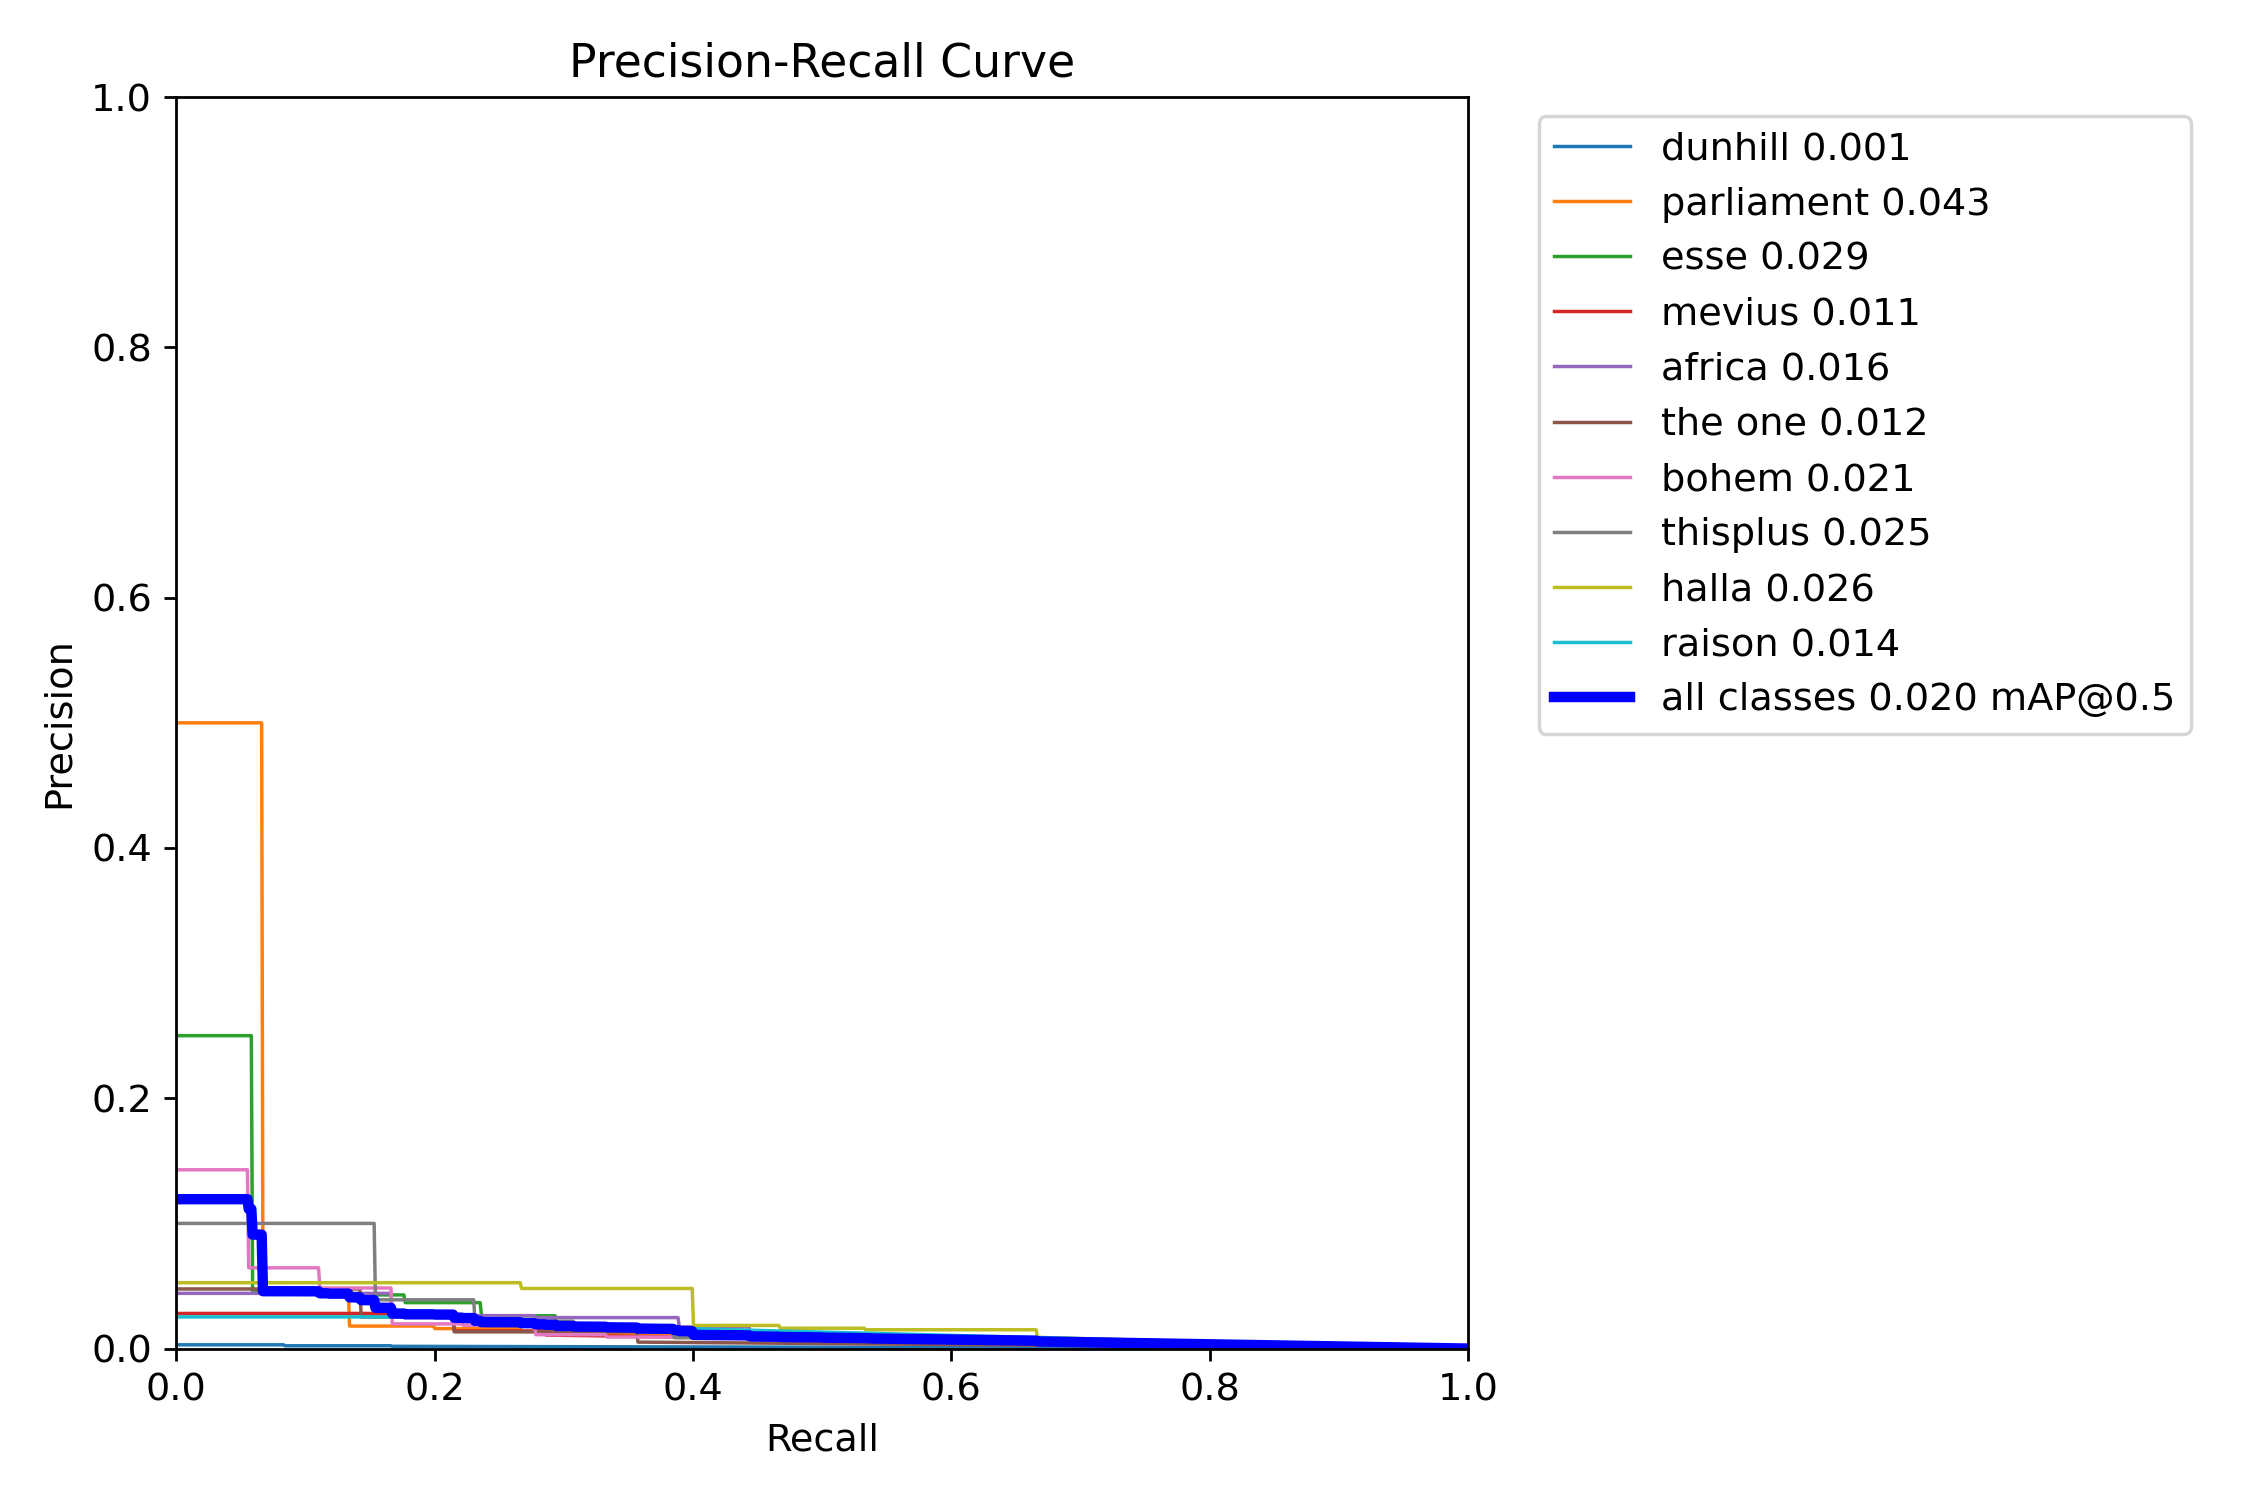 Precision-Recall Curve
1.0
0.8
0.6
0.4
0.2
0.0
Precision
0.0 0.2 0.4 0.6 0.8 1.0
Recall
dunhill 0.001
parliament 0.043
esse 0.029
mevius 0.011
africa 0.016
the one 0.012
bohem 0.021
thisplus 0.025
halla 0.026
raison 0.014
all classes 0.020 mAP@0.5